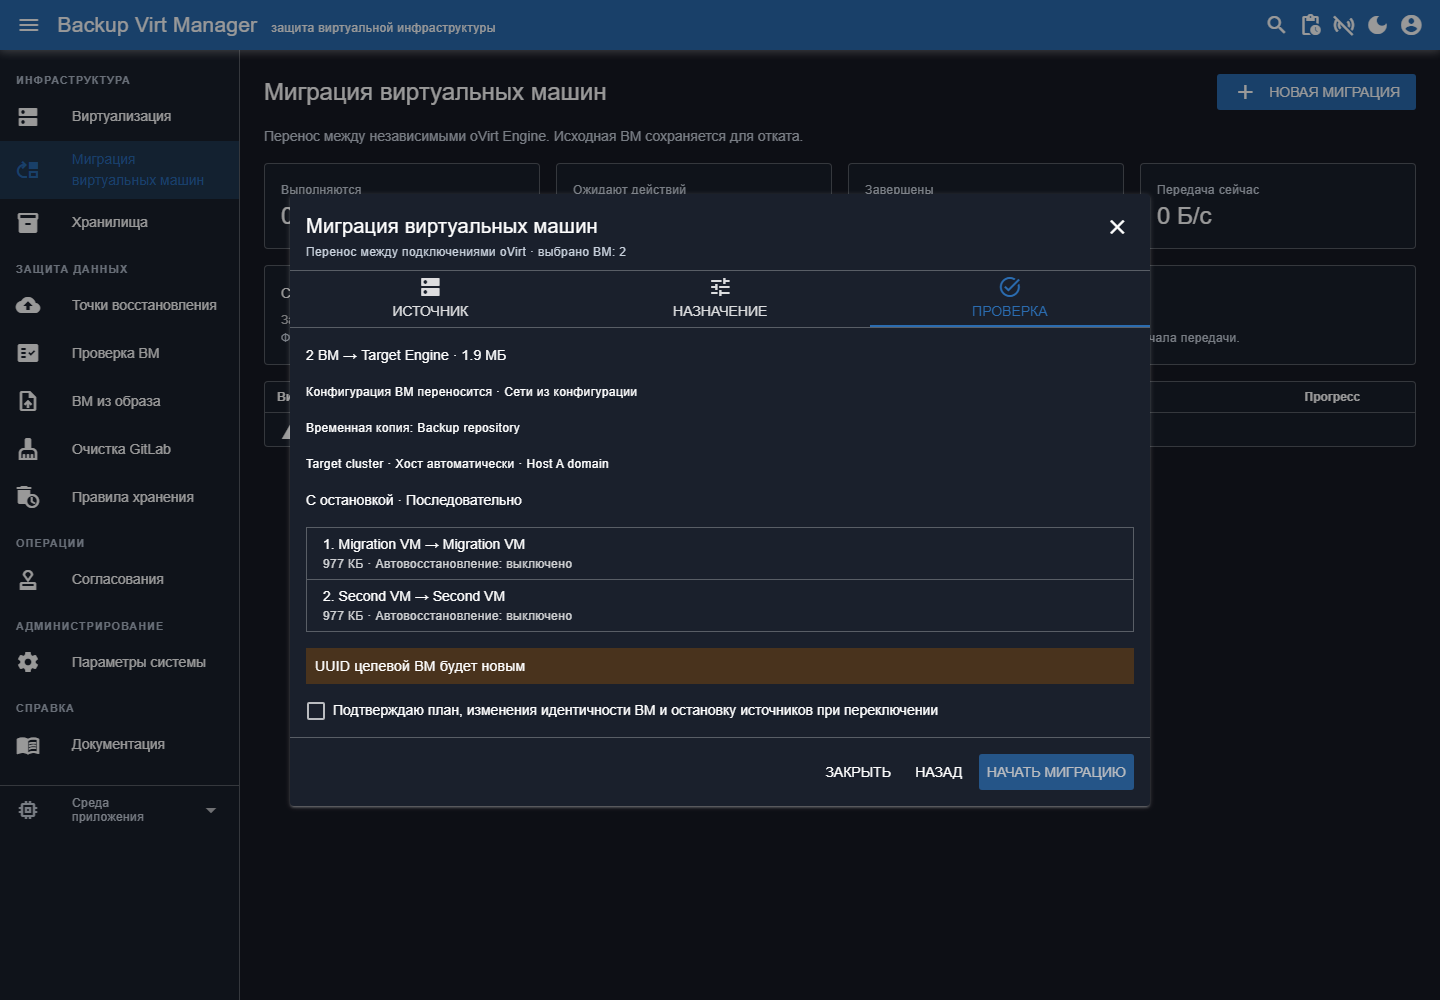 Backup Virt Manager защита виртуальной инфраструктуры
ИНФРАСТРУКТУРА
Виртуализация
Миграция
виртуальных машин
Хранилища
ЗАЩИТА ДАННЫХ
Точки восстановления
Проверка ВМ
ВМ из образа
Очистка GitLab
Правила хранения
ОПЕРАЦИИ
Согласования
АДМИНИСТРИРОВАНИЕ
Параметры системы
СПРАВКА
Документация
Среда
приложения
Миграция виртуальных машин
НОВАЯ МИГРАЦИЯ
Перенос между независимыми oVirt Engine. Исходная ВМ сохраняется для отката.
Выполняются
Ожидают действий
Завершены
Передача сейчас
0 Б/с
чала передачи.
Прогресс
Миграция виртуальных машин
Перенос между подключениями oVirt · выбрано ВМ: 2
ИСТОЧНИК
НАЗНАЧЕНИЕ
ПРОВЕРКА
2 ВМ → Target Engine · 1.9 МБ
Конфигурация ВМ переносится · Сети из конфигурации
Временная копия: Backup repository
Target cluster · Хост автоматически · Host A domain
С остановкой · Последовательно
1. Migration VM → Migration VM
977 КБ · Автовосстановление: выключено
2. Second VM → Second VM
977 КБ · Автовосстановление: выключено
UUID целевой ВМ будет новым
Подтверждаю план, изменения идентичности ВМ и остановку источников при переключении
ЗАКРЫТЬ
НАЗАД
НАЧАТЬ МИГРАЦИЮ